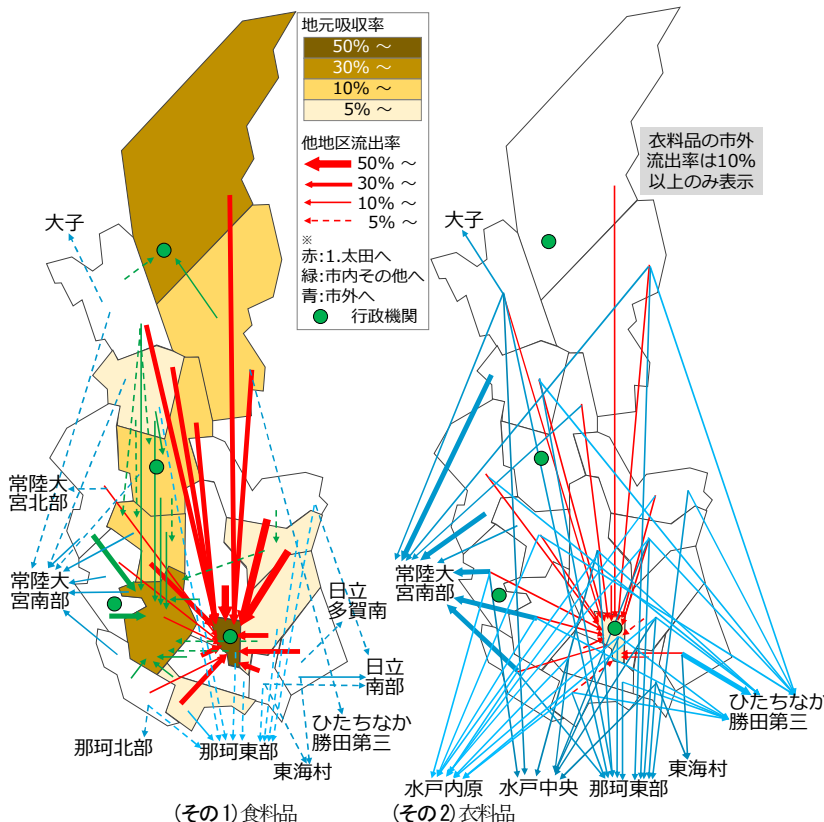 地元吸収率
50% ～
30% ～
10% ～
5% ～
他地区流出率
50% ～
30% ～
10% ～
5% ～
※
赤:1.太田へ
緑:市内その他へ
青:市外へ
行政機関
大子
常陸大
宮北部
常陸大
宮南部
日立
多賀南
日立
南部
ひたちなか
勝田第三
那珂北部
那珂東部
東海村
(その1)食料品
衣料品の市外
流出率は10%
以上のみ表示
大子
常陸大
宮南部
ひたちなか
勝田第三
東海村
水戸内原
水戸中央
那珂東部
(その2)衣料品